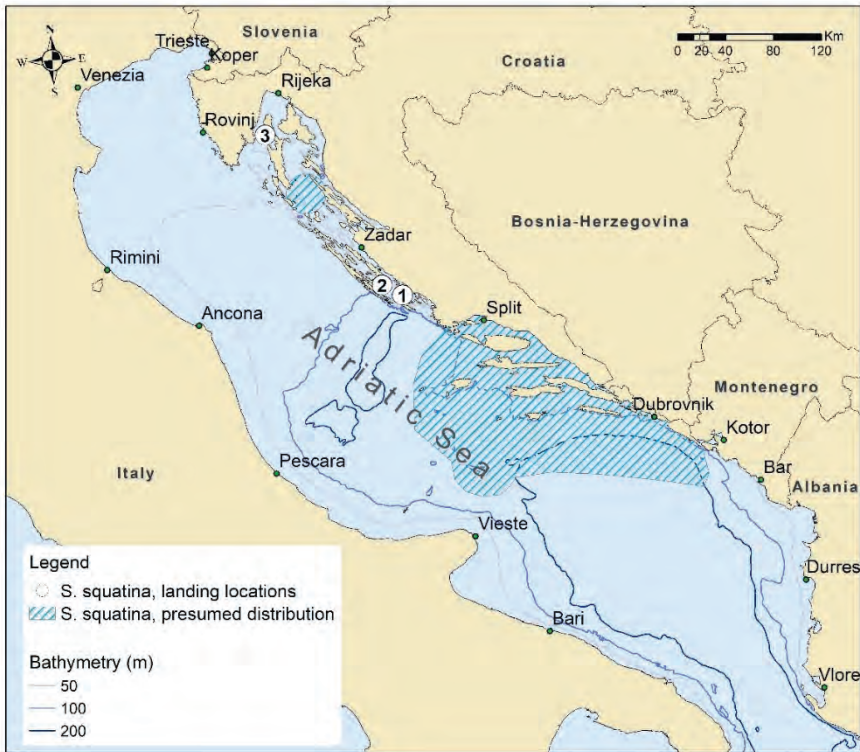 Slovenia
N
W E
S
Trieste
Koper
Venezia
Rijeka
Croatia
Km
0 20 40 80 120
Rovinj
3
Bosnia-Herzegovina
Zadar
Rimini
2
1
Ancona
Split
Adriatic Sea
Montenegro
Dubrovnik
Kotor
Italy
Pescara
Bar
Albania
Vieste
Legend
S. squatina, landing locations
S. squatina, presumed distribution
Durres
Bari
Bathymetry (m)
50
100
200
Vlore